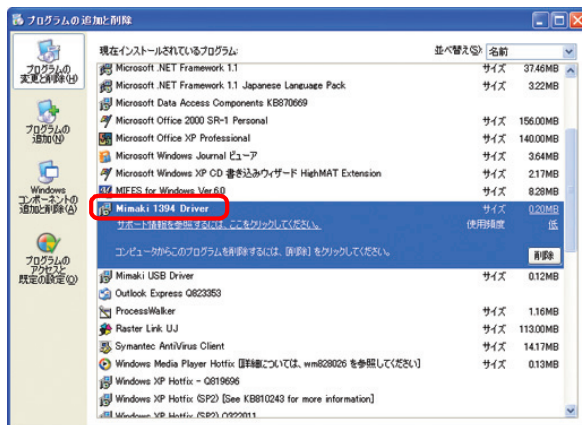 プログラムの追加と削除
プログラムの
変更と削除(H)
プログラムの
追加(N)
Windows
コンポーネントの
追加と削除(A)
プログラムの
アクセスと
既定の設定(O)
現在インストールされているプログラム:
並べ替え(S): 名前
Microsoft .NET Framework 1.1 サイズ 37.46MB
Microsoft .NET Framework 1.1 Japanese Language Pack サイズ 3.22MB
Microsoft Data Access Components KB870669
Microsoft Office 2000 SR-1 Personal サイズ 156.00MB
Microsoft Office XP Professional サイズ 140.00MB
Microsoft Windows Journal ビューア サイズ 3.64MB
Microsoft Windows XP CD 書き込みウィザード HighMAT Extension サイズ 2.17MB
MIFES for Windows Ver.6.0 サイズ 8.28MB
Mimaki 1394 Driver サイズ 0.20MB
サポート情報を参照するには、ここをクリックしてください。 使用頻度 低
コンピュータからこのプログラムを削除するには、[削除] をクリックしてください。
削除
Mimaki USB Driver サイズ 0.12MB
Outlook Express Q823353
ProcessWalker サイズ 1.16MB
Raster Link UJ サイズ 113.00MB
Symantec AntiVirus Client サイズ 14.17MB
Windows Media Player Hotfix [詳細については、wm828026 を参照してください] サイズ 0.13MB
Windows XP Hotfix - Q819696
Windows XP Hotfix (SP2) [See KB810243 for more information]
Windows XP Hotfix (SP2) Q322011